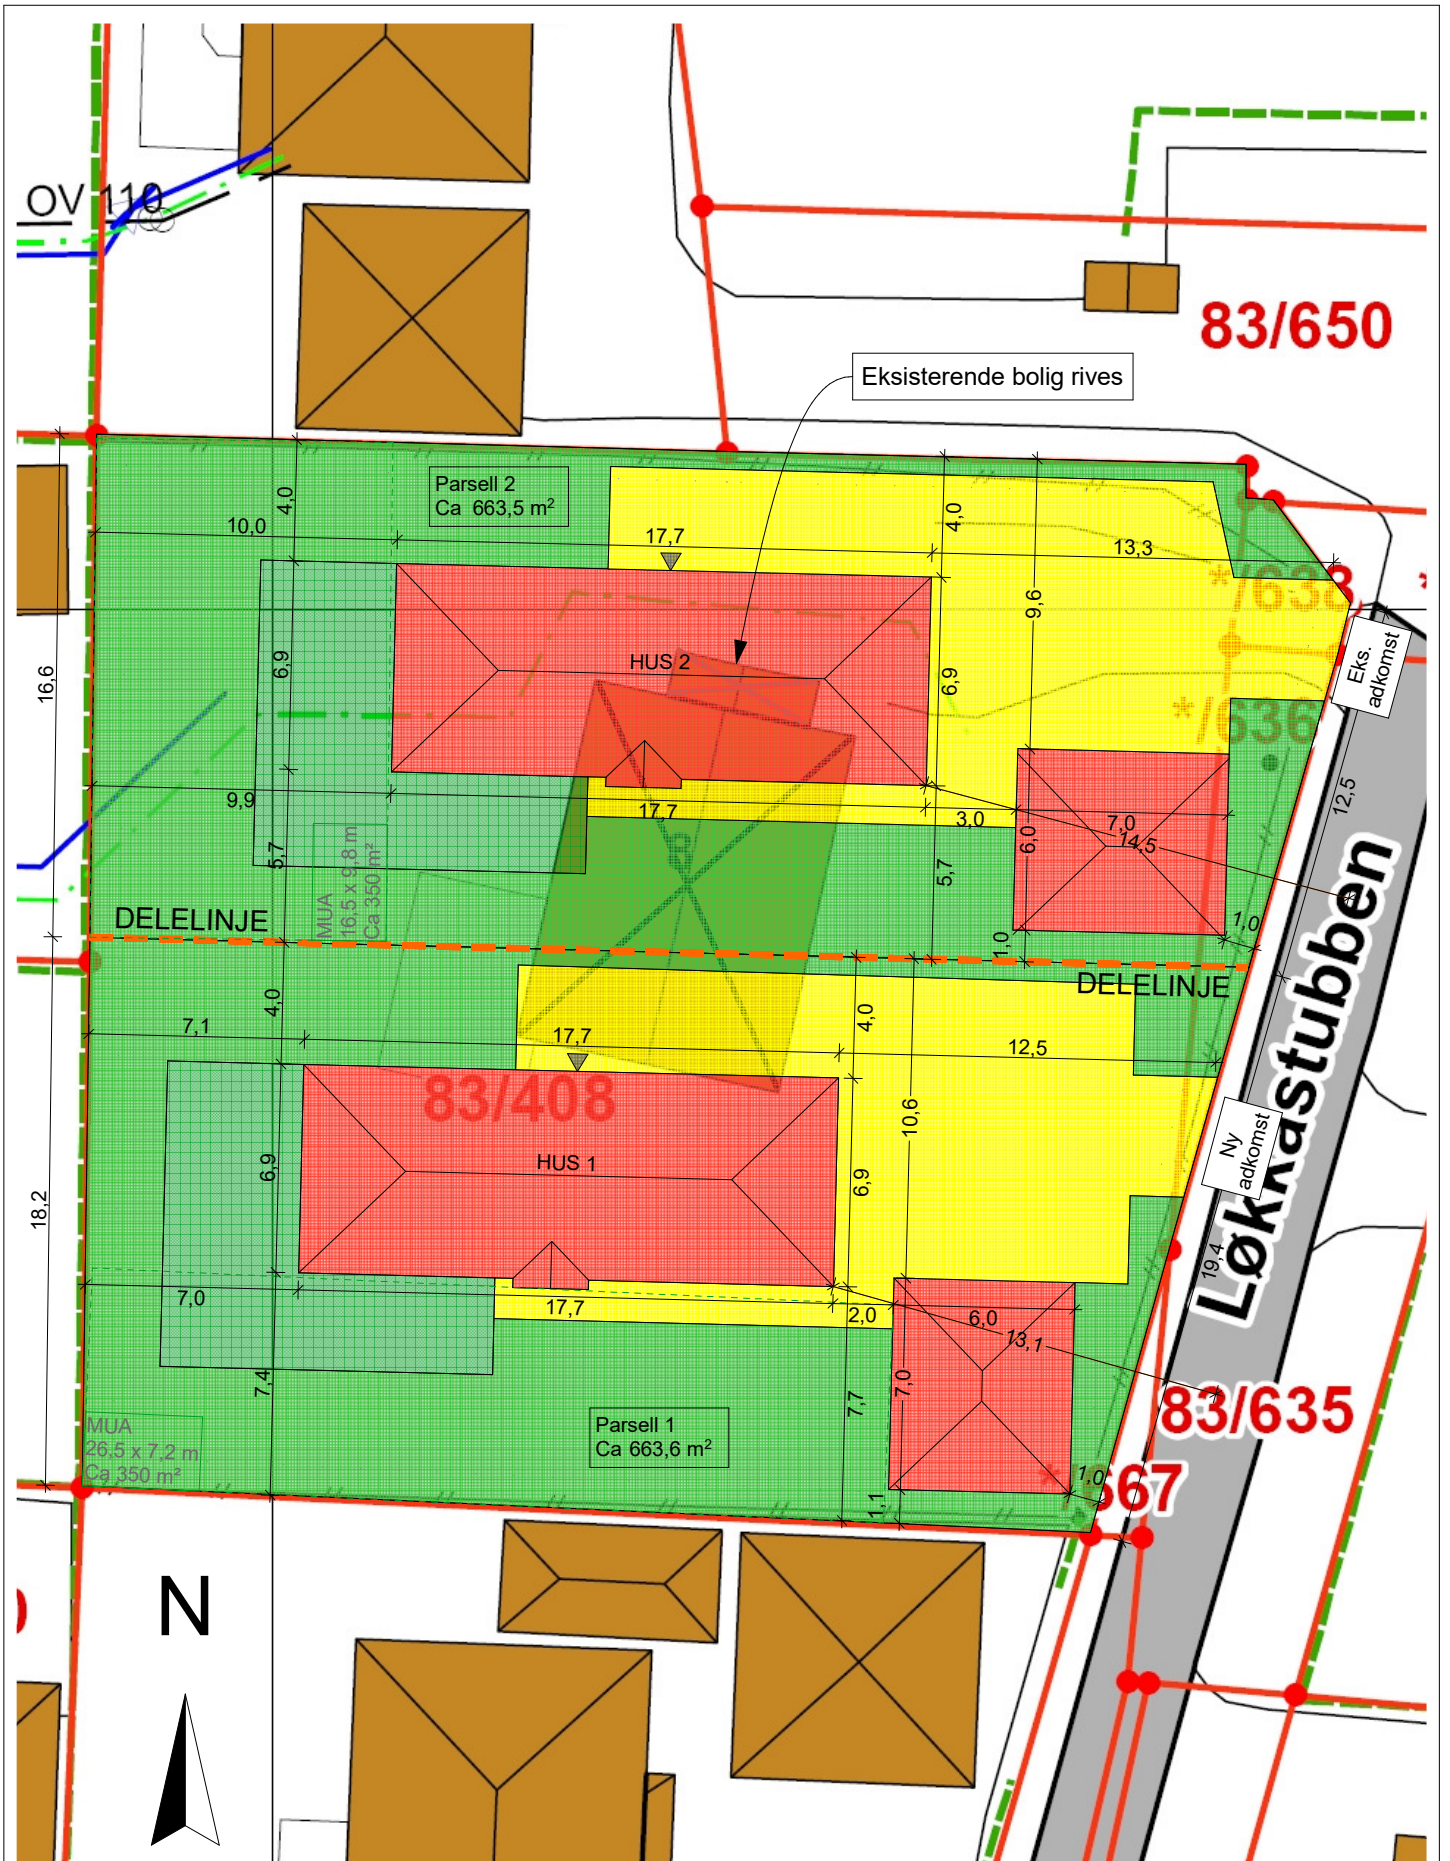 OV 110
83/650
Eksisterende bolig rives
Parsell 2
Ca 663,5 m²
4,0
10,0
17,7
4,0
13,3
9,6
*/638
Eks.
adkomst
16,6
6,9
HUS 2
6,9
*/636
12,5
9,9
17,7
3,0
7,0
14,5
6,0
5,7
MUA
16,5 x 9,8 m
Ca 350 m²
5,7
DELELINJE
1,0
1,0
DELELINJE
4,0
7,1
17,7
4,0
12,5
83/408
10,6
Ny
adkomst
Løkkastubben
18,2
6,9
HUS 1
6,9
19,4
7,0
17,7
2,0
6,0
13,1
7,4
7,0
7,7
MUA
26,5 x 7,2 m
Ca 350 m²
Parsell 1
Ca 663,6 m²
83/635
1,0
1,1
*/667
N